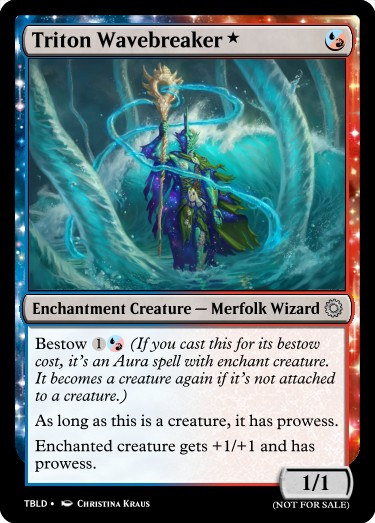 Triton Wavebreaker ★
Enchantment Creature — Merfolk Wizard
Bestow 1 (If you cast this for its bestow
cost, it's an Aura spell with enchant creature.
It becomes a creature again if it's not attached
to a creature.)
As long as this is a creature, it has prowess.
Enchanted creature gets +1/+1 and has
prowess.
1/1
TBLD • Christina Kraus
(NOT FOR SALE)